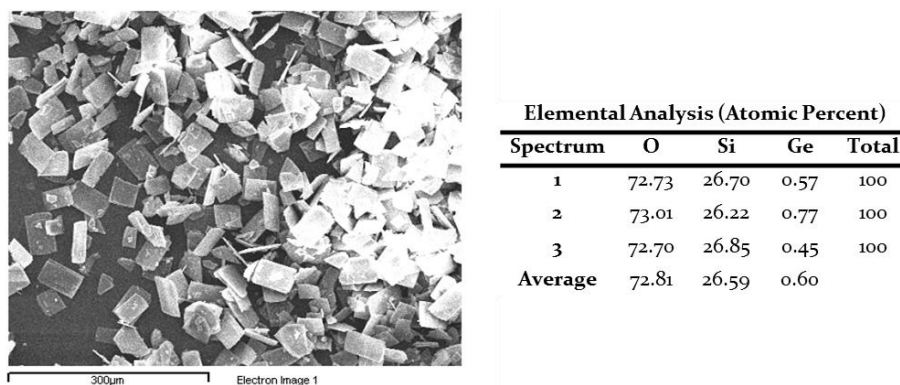 300µm
Electron Image 1
Elemental Analysis (Atomic Percent)
Spectrum O Si Ge Total
1 72.73 26.70 0.57 100
2 73.01 26.22 0.77 100
3 72.70 26.85 0.45 100
Average 72.81 26.59 0.60